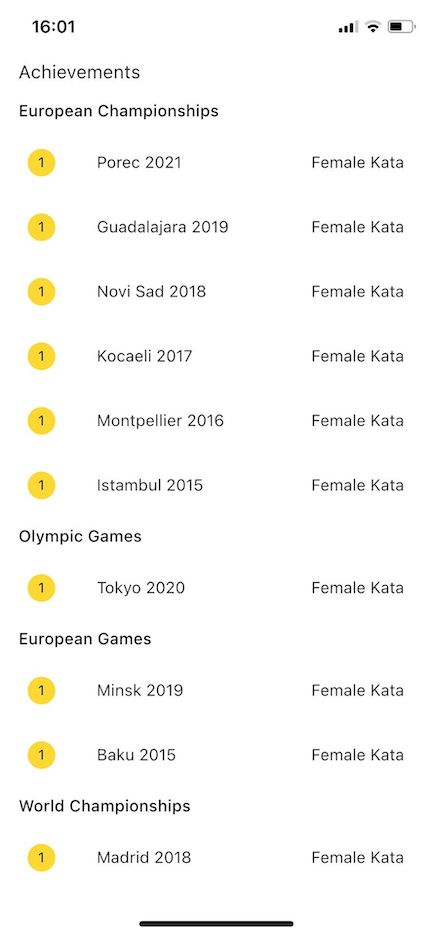 16:01
Achievements
European Championships
1 Porec 2021 Female Kata
1 Guadalajara 2019 Female Kata
1 Novi Sad 2018 Female Kata
1 Kocaeli 2017 Female Kata
1 Montpellier 2016 Female Kata
1 Istambul 2015 Female Kata
Olympic Games
1 Tokyo 2020 Female Kata
European Games
1 Minsk 2019 Female Kata
1 Baku 2015 Female Kata
World Championships
1 Madrid 2018 Female Kata